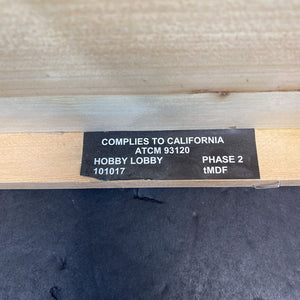 COMPLIES TO CALIFORNIA
ATCM 93120
HOBBY LOBBY PHASE 2
101017 tMDF